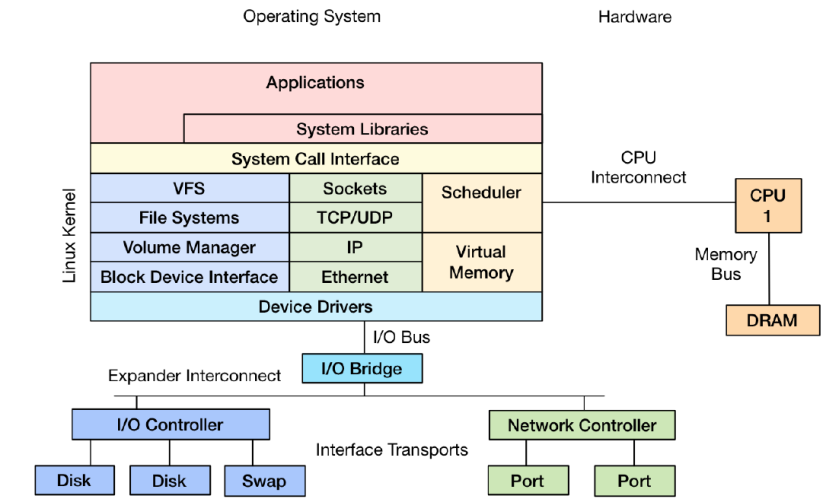 Operating System
Hardware
Applications
System Libraries
System Call Interface
Linux Kernel
VFS
Sockets
Scheduler
File Systems
TCP/UDP
Volume Manager
IP
Virtual
Memory
Block Device Interface
Ethernet
Device Drivers
CPU
Interconnect
CPU
1
Memory
Bus
DRAM
I/O Bus
I/O Bridge
Expander Interconnect
I/O Controller
Network Controller
Interface Transports
Disk
Disk
Swap
Port
Port